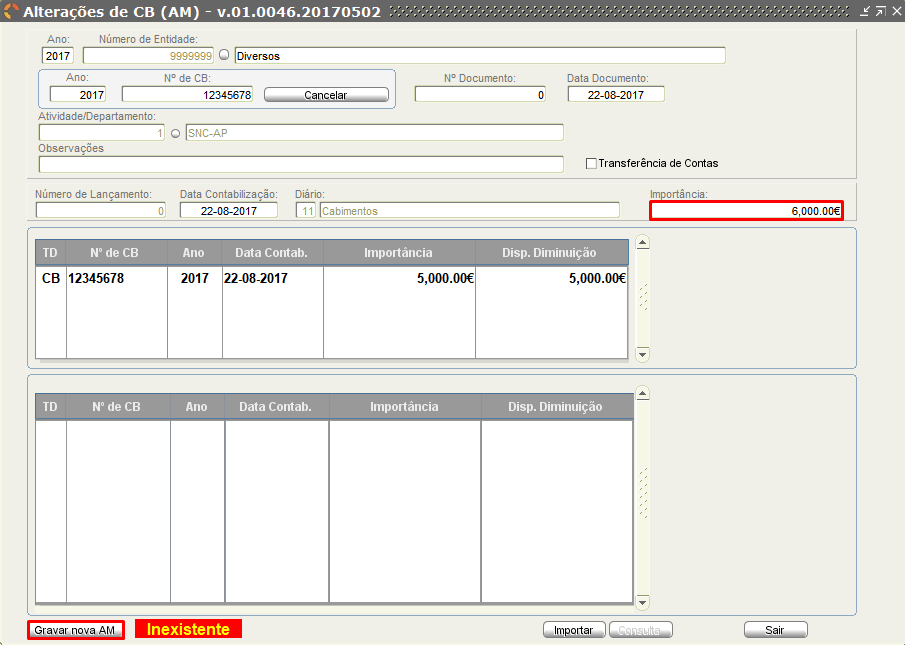 Alterações de CB (AM) - v.01.0046.20170502
Ano: Número de Entidade:
2017 9999999 Diversos
Ano: Nº de CB: Nº Documento: Data Documento:
2017 12345678 Cancelar 0 22-08-2017
Atividade/Departamento:
1 SNC-AP
Observações
Transferência de Contas
Número de Lançamento: Data Contabilização: Diário: Importância:
0 22-08-2017 11 Cabimentos 6,000.00€
TD Nº de CB Ano Data Contab. Importância Disp. Diminuição
CB 12345678 2017 22-08-2017 5,000.00€ 5,000.00€
TD Nº de CB Ano Data Contab. Importância Disp. Diminuição
Gravar nova AM Inexistente Importar Consulta Sair